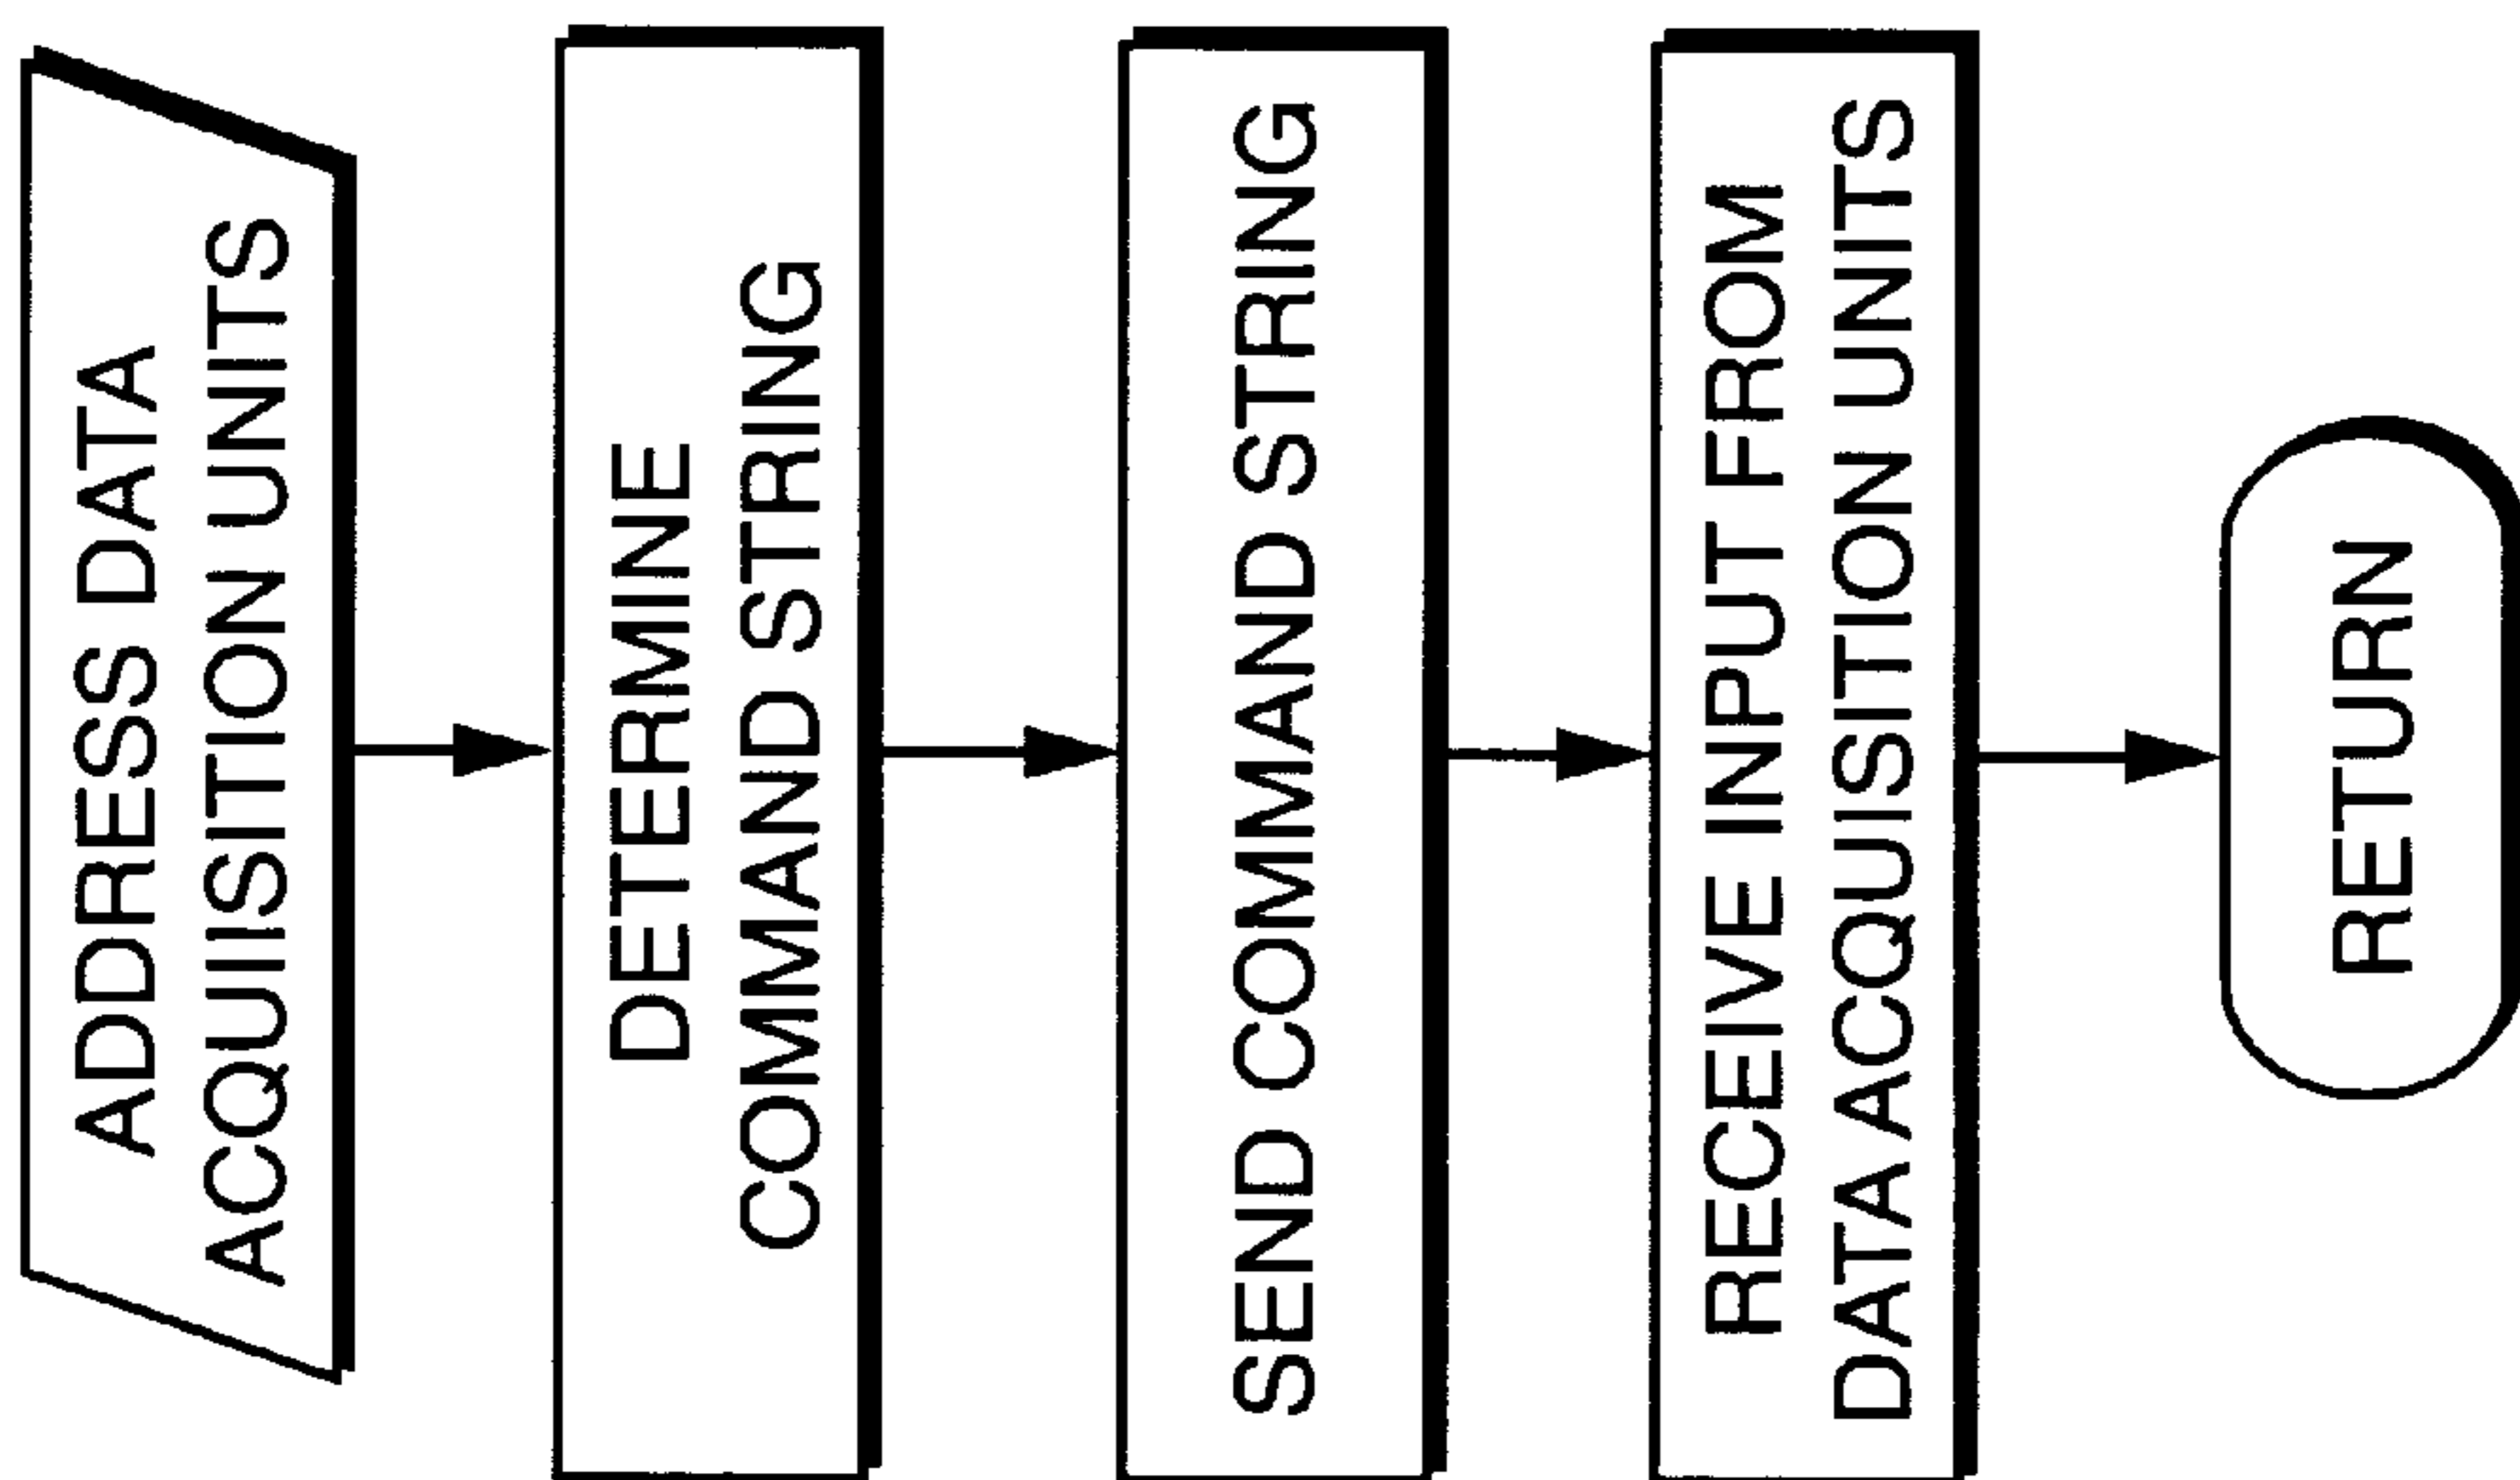 ADDRESS DATA
ACQUISITION UNITS
DETERMINE
COMMAND STRING
SEND COMMAND STRING
RECEIVE INPUT FROM
DATA ACQUISITION UNITS
RETURN